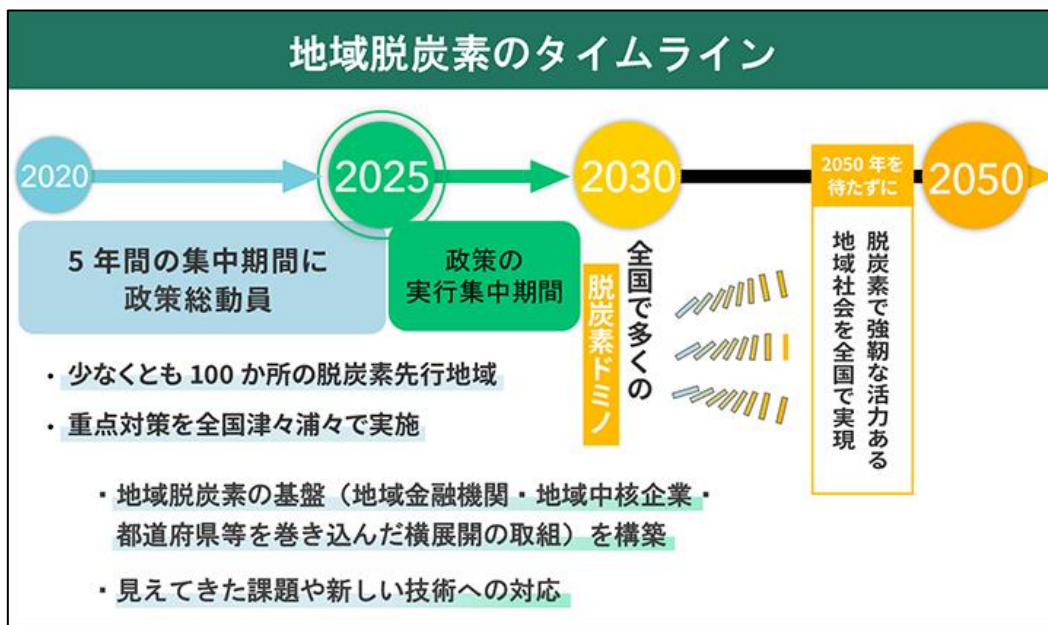 地域脱炭素のタイムライン
2020
2025
2030
2050年を
待たずに
2050
5年間の集中期間に
政策総動員
政策の
実行集中期間
全国で多くの
脱炭素ドミノ
脱炭素で強靭な活力ある
地域社会を全国で実現
・少なくとも100か所の脱炭素先行地域
・重点対策を全国津々浦々で実施
・地域脱炭素の基盤（地域金融機関・地域中核企業・
都道府県等を巻き込んだ横展開の取組）を構築
・見えてきた課題や新しい技術への対応